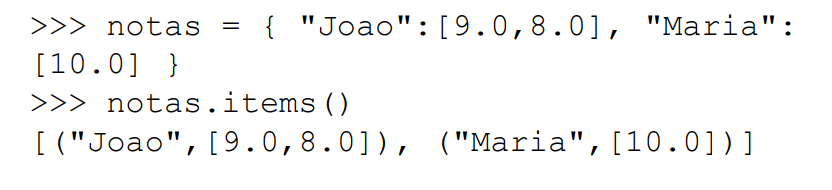 >>> notas = { "Joao":[9.0,8.0], "Maria":
[10.0] }
>>> notas.items()
[("Joao",[9.0,8.0]), ("Maria",[10.0])]